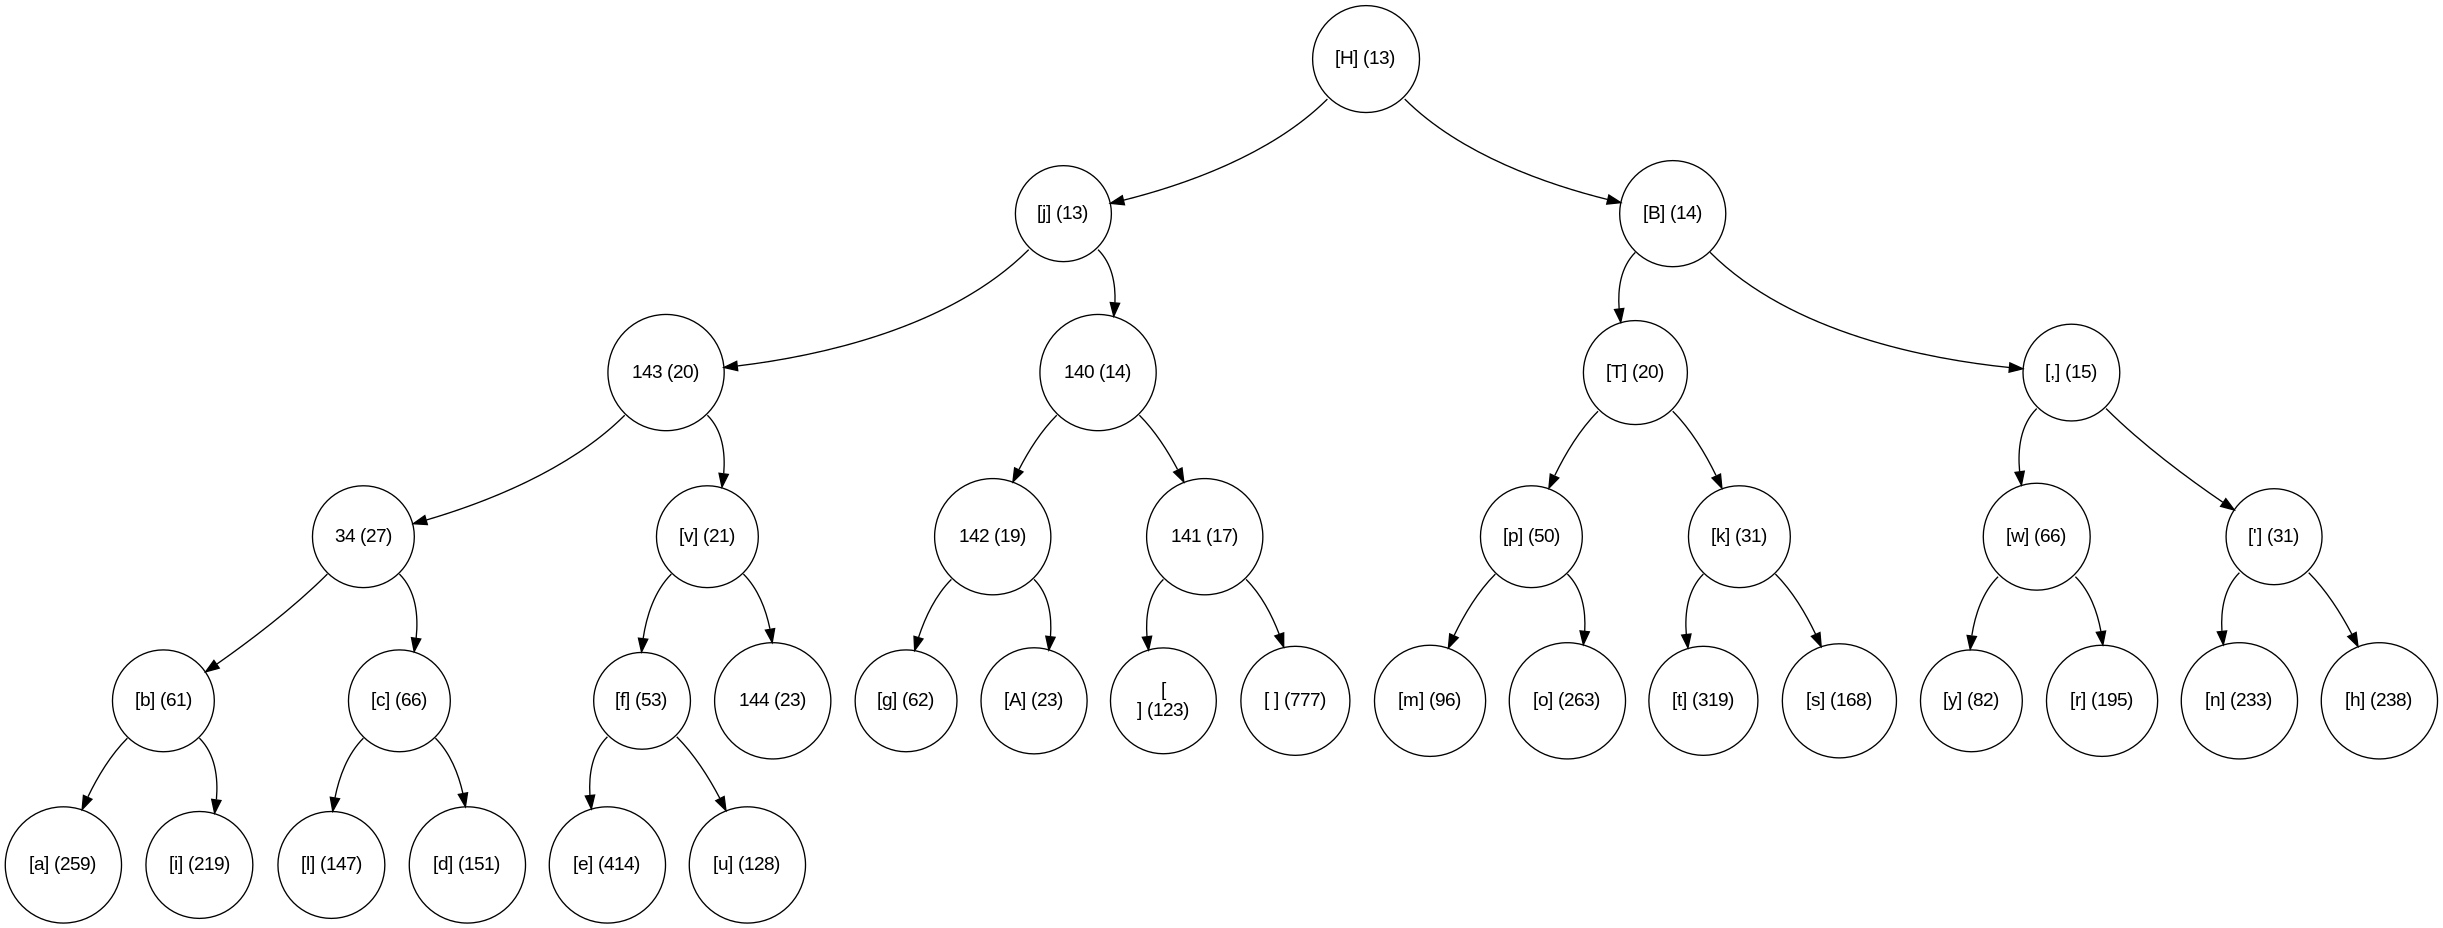 [H] (13)
[j] (13)
[B] (14)
143 (20)
140 (14)
[T] (20)
[,] (15)
34 (27)
[v] (21)
142 (19)
141 (17)
[p] (50)
[k] (31)
[w] (66)
['] (31)
[b] (61)
[c] (66)
[f] (53)
144 (23)
[g] (62)
[A] (23)
[
] (123)
[ ] (777)
[m] (96)
[o] (263)
[t] (319)
[s] (168)
[y] (82)
[r] (195)
[n] (233)
[h] (238)
[a] (259)
[i] (219)
[l] (147)
[d] (151)
[e] (414)
[u] (128)